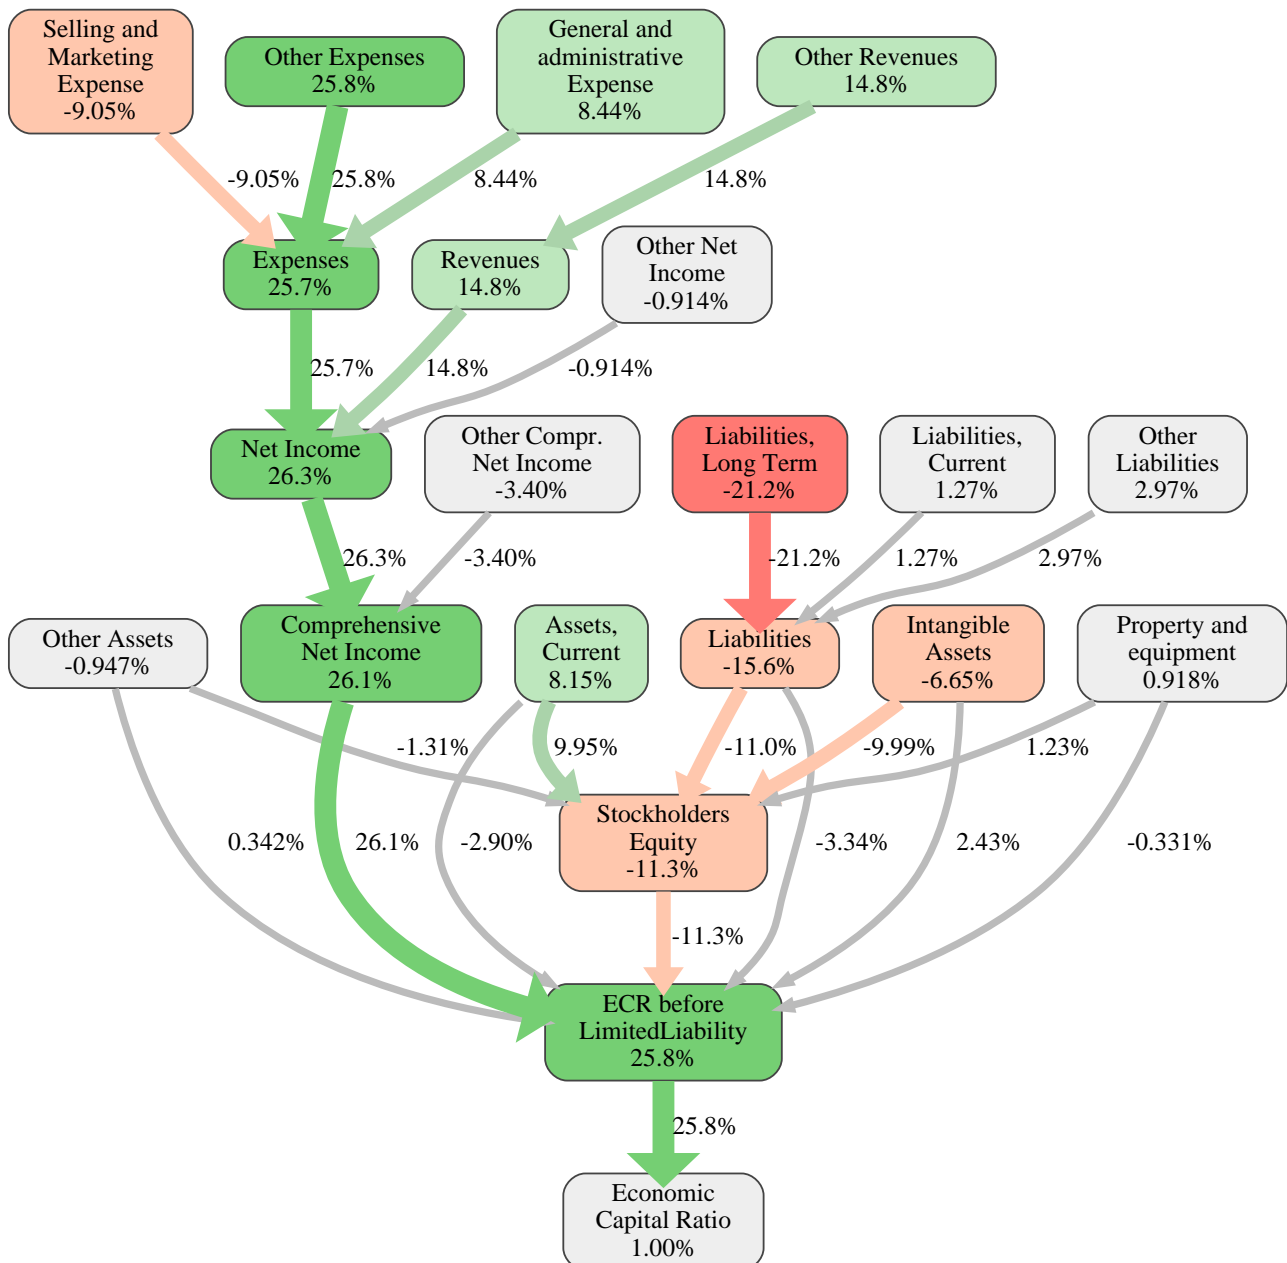 Selling and
Marketing
Expense
-9.05%
Other Expenses
25.8%
General and
administrative
Expense
8.44%
Other Revenues
14.8%
-9.05%
25.8%
8.44%
14.8%
Expenses
25.7%
Revenues
14.8%
Other Net
Income
-0.914%
25.7%
14.8%
-0.914%
Net Income
26.3%
Other Compr.
Net Income
-3.40%
Liabilities,
Long Term
-21.2%
Liabilities,
Current
1.27%
Other
Liabilities
2.97%
26.3%
-3.40%
-21.2%
1.27%
2.97%
Other Assets
-0.947%
Comprehensive
Net Income
26.1%
Assets,
Current
8.15%
Liabilities
-15.6%
Intangible
Assets
-6.65%
Property and
equipment
0.918%
-1.31%
9.95%
-11.0%
-9.99%
1.23%
Stockholders
Equity
-11.3%
0.342%
26.1%
-2.90%
-3.34%
2.43%
-0.331%
-11.3%
ECR before
LimitedLiability
25.8%
25.8%
Economic
Capital Ratio
1.00%